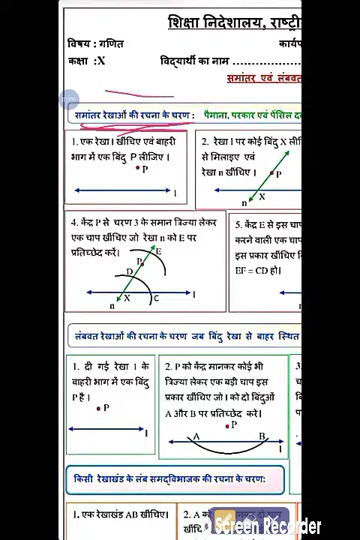 शिक्षा निदेशालय, राष्ट्री
विषय : गणित
कार्यप
कक्षा :X
विद्यार्थी का नाम
समांतर एवं लंबवत
समांतर रेखाओं की रचना के चरण : पैमाना, परकार एवं पेंसिल
1. एक रेखा l खींचिए एवं बाहरी
भाग में एक बिंदु P लीजिए ।
P
l
2. रेखा l पर कोई बिंदु X
से मिलाइए एवं
रेखा n खींचिए ।
P
X
n
4. केंद्र P से चरण 3 के समान त्रिज्या लेकर
एक चाप खींचिए जो रेखा n को E पर
प्रतिच्छेद करें।
E
P
D
X
C
l
n
5. केंद्र E से इस चाप
करने वाली एक चाप
इस प्रकार खींचिए
EF = CD हो।
लंबवत रेखाओं की रचना के चरण जब बिंदु रेखा से बाहर स्थित
1. दी गई रेखा l के
बाहरी भाग में एक बिंदु
P है ।
P
l
2. P को केंद्र मानकर कोई भी
त्रिज्या लेकर एक बड़ी चाप इस
प्रकार खींचिए जो l को दो बिंदुओं
A और B पर प्रतिच्छेद करे।
P
A
B
l
3.
किसी रेखाखंड के लंब समद्विभाजक की रचना के चरण:
1. एक रेखाखंड AB खींचिए।
2. A को
खींचि
Screen Recorder